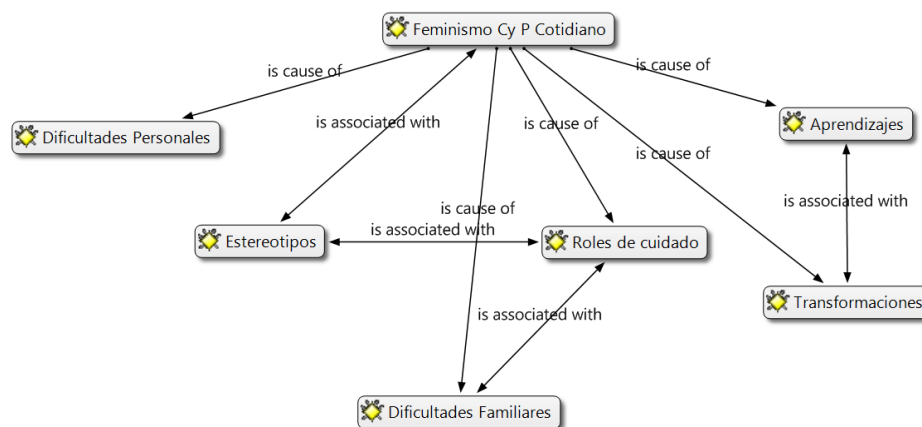 Feminismo Cy P Cotidiano
is cause of
is cause of
Aprendizajes
Dificultades Personales
is associated with
is cause of
is cause of
is associated with
is cause of
is associated with
Estereotipos
Roles de cuidado
Transformaciones
is associated with
Dificultades Familiares